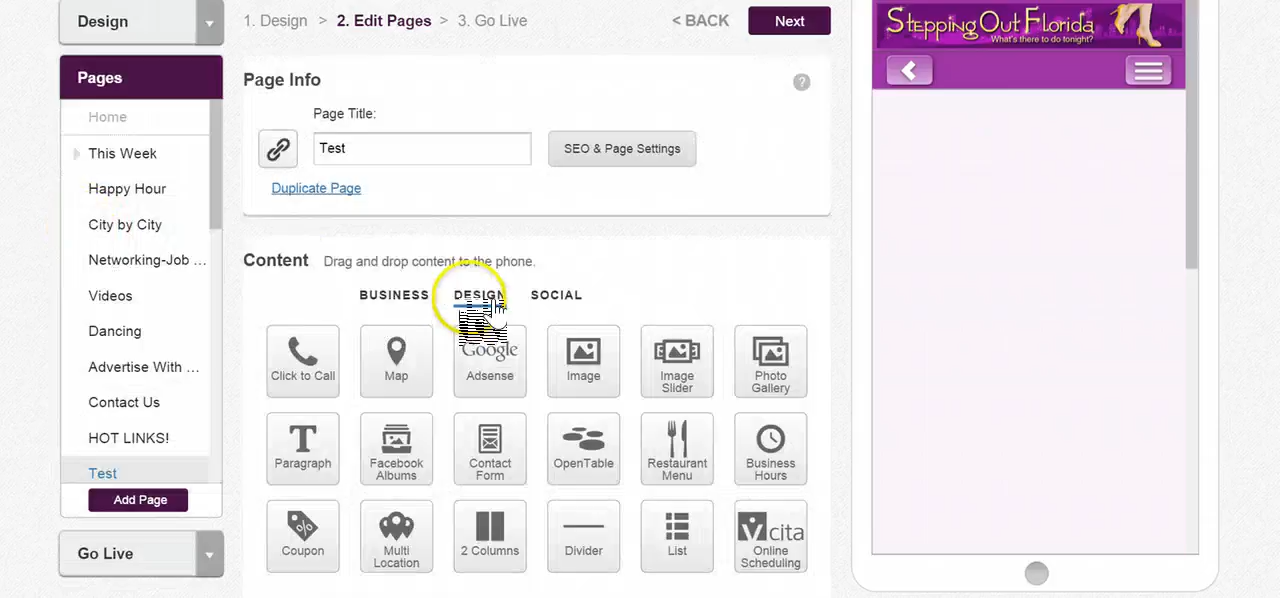 Design
1. Design > 2. Edit Pages > 3. Go Live
< BACK
Next
Pages
Home
This Week
Happy Hour
City by City
Networking-Job ...
Videos
Dancing
Advertise With ...
Contact Us
HOT LINKS!
Test
Add Page
Go Live
Page Info
?
Page Title:
Test
SEO & Page Settings
Duplicate Page
Content Drag and drop content to the phone.
BUSINESS DESIGN SOCIAL
Click to Call
Map
Google
Adsense
Image
Image
Slider
Photo
Gallery
T
Paragraph
Facebook
Albums
Contact
Form
OpenTable
Restaurant
Menu
Business
Hours
%
Coupon
Multi
Location
2 Columns
Divider
List
Vcita
Online
Scheduling
Stepping Out Florida
What's there to do tonight?